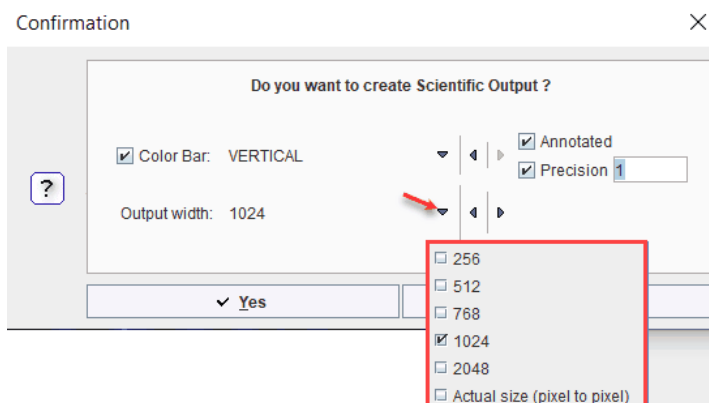 Confirmation
Do you want to create Scientific Output ?
Color Bar: VERTICAL
Annotated
Precision 1
?
Output width: 1024
256
512
Yes
768
1024
2048
Actual size (pixel to pixel)